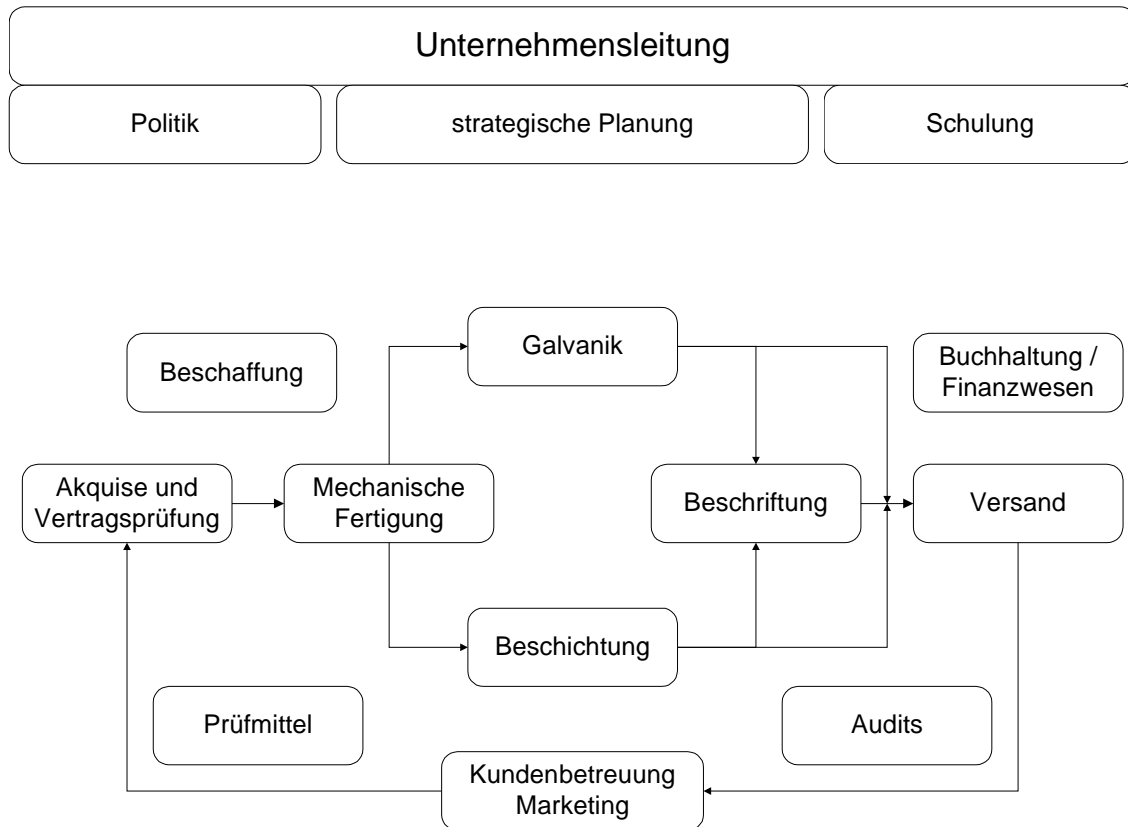 Unternehmensleitung
Politik
strategische Planung
Schulung
Galvanik
Beschaffung
Buchhaltung /
Finanzwesen
Akquise und
Vertragsprüfung
Mechanische
Fertigung
Beschriftung
Versand
Beschichtung
Prüfmittel
Audits
Kundenbetreuung
Marketing